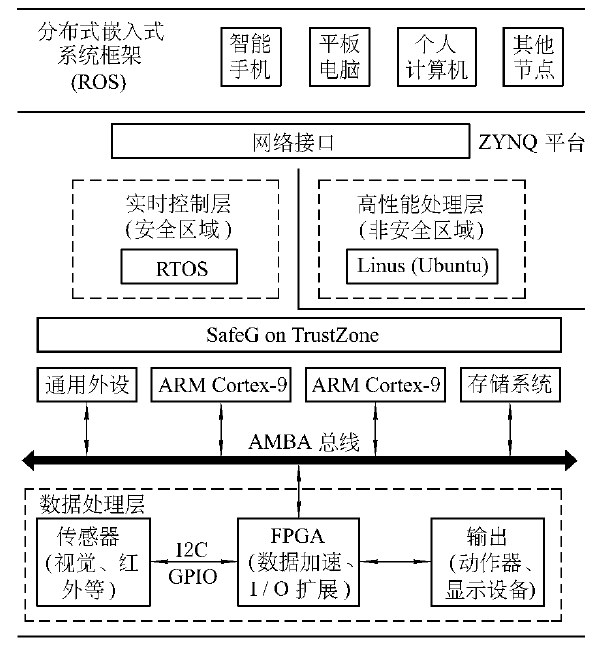 分布式嵌入式
系统框架
(ROS)
智能
手机
平板
电脑
个人
计算机
其他
节点
网络接口
ZYNQ 平台
实时控制层
(安全区域)
RTOS
高性能处理层
(非安全区域)
Linus (Ubuntu)
SafeG on TrustZone
通用外设
ARM Cortex-9
ARM Cortex-9
存储系统
AMBA 总线
数据处理层
传感器
(视觉、红
外等)
I2C
GPIO
FPGA
(数据加速、
I/O 扩展)
输出
(动作器、
显示设备)